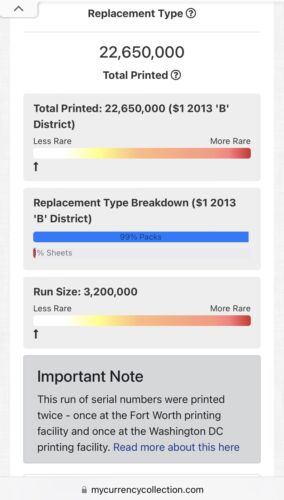 Replacement Type ?
22,650,000
Total Printed ?
Total Printed: 22,650,000 ($1 2013 'B'
District)
Less Rare More Rare
Replacement Type Breakdown ($1 2013
'B' District)
99% Packs
% Sheets
Run Size: 3,200,000
Less Rare More Rare
Important Note
This run of serial numbers were printed
twice - once at the Fort Worth printing
facility and once at the Washington DC
printing facility. Read more about this here
mycurrencycollection.com